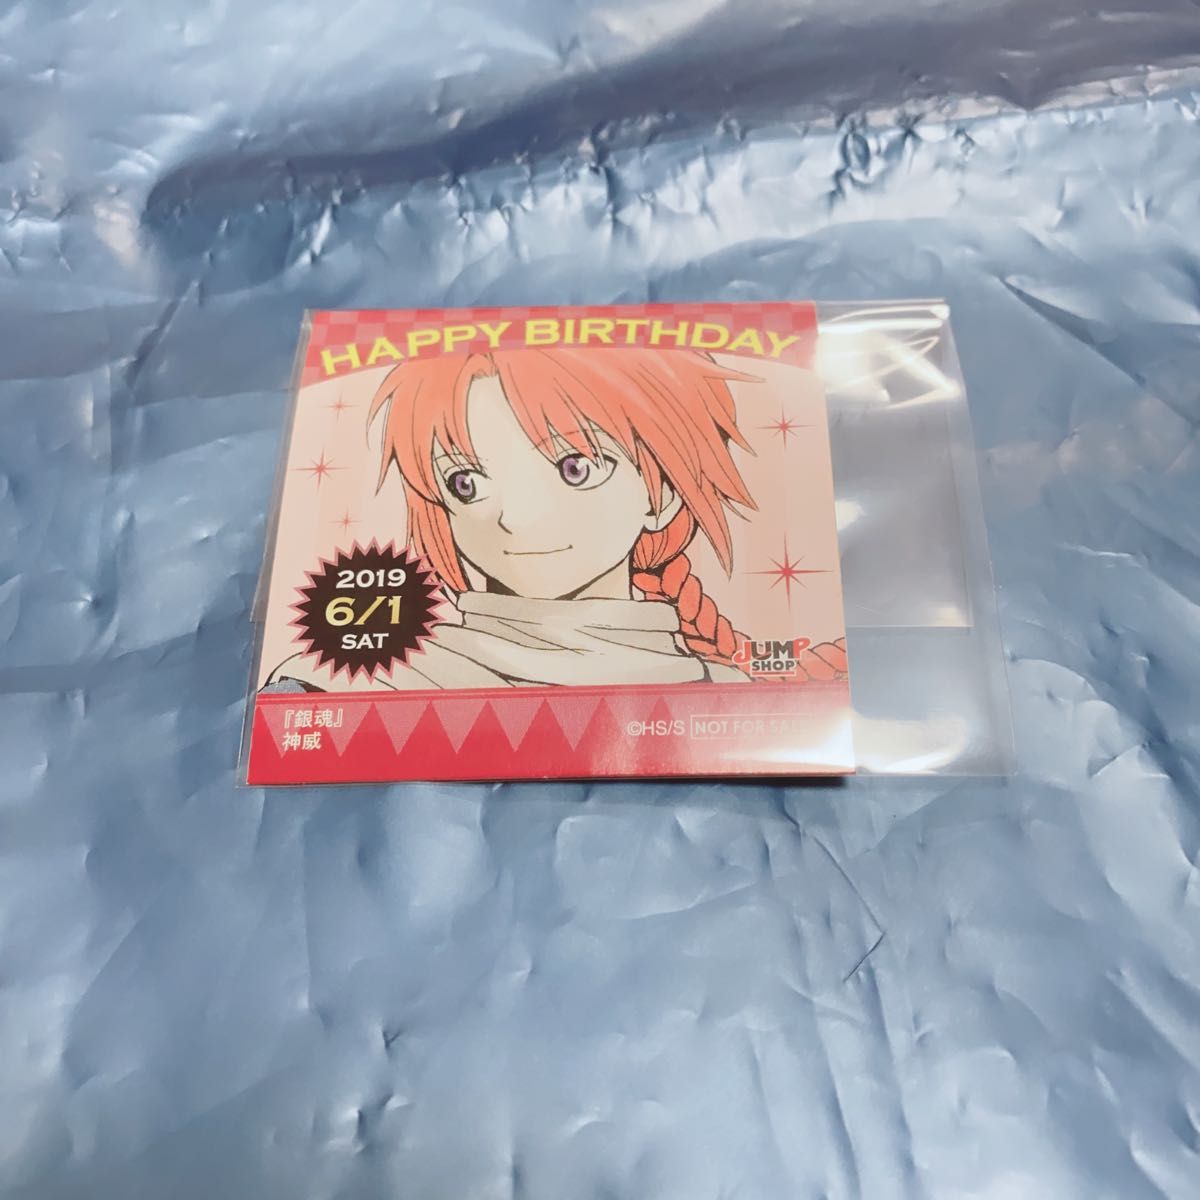 HAPPY BIRTHDAY
2019
6/1
SAT
JUMP
SHOP
『銀魂』
神威
©HS/S NOT FOR SALE